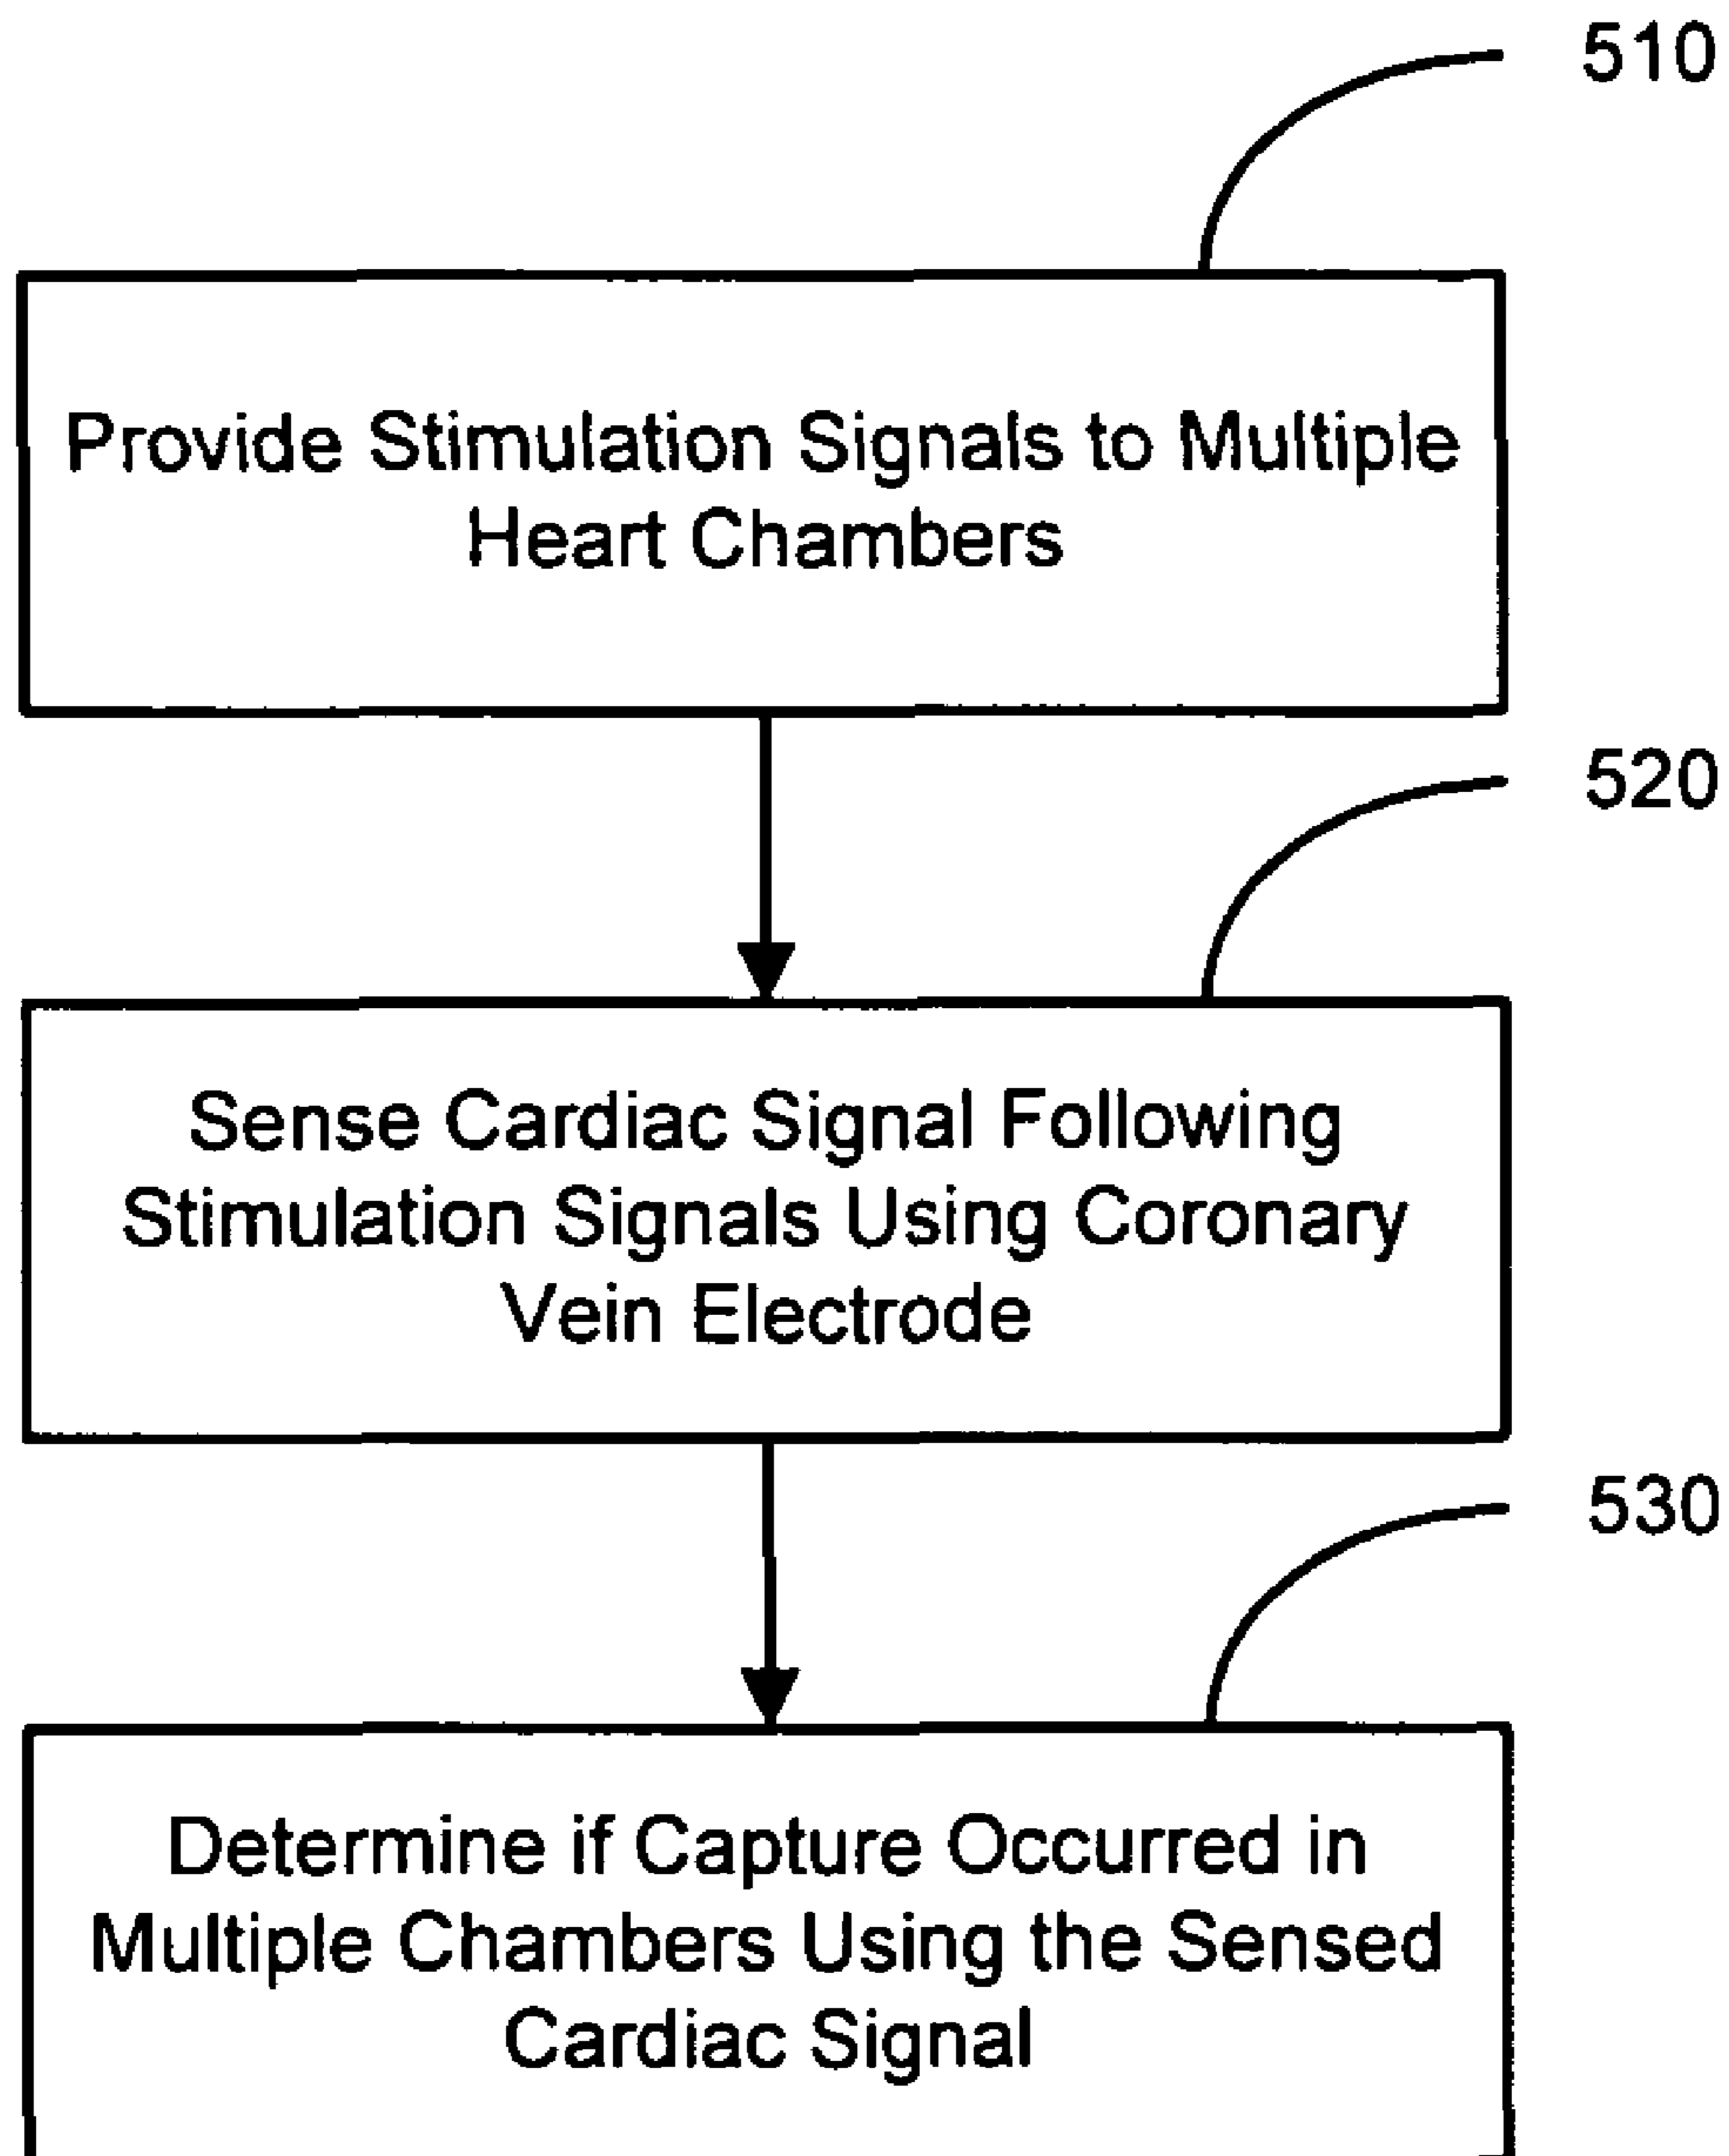 510
Provide Stimulation Signals to Multiple
Heart Chambers
520
Sense Cardiac Signal Following
Stimulation Signals Using Coronary
Vein Electrode
530
Determine if Capture Occurred in
Multiple Chambers Using the Sensed
Cardiac Signal